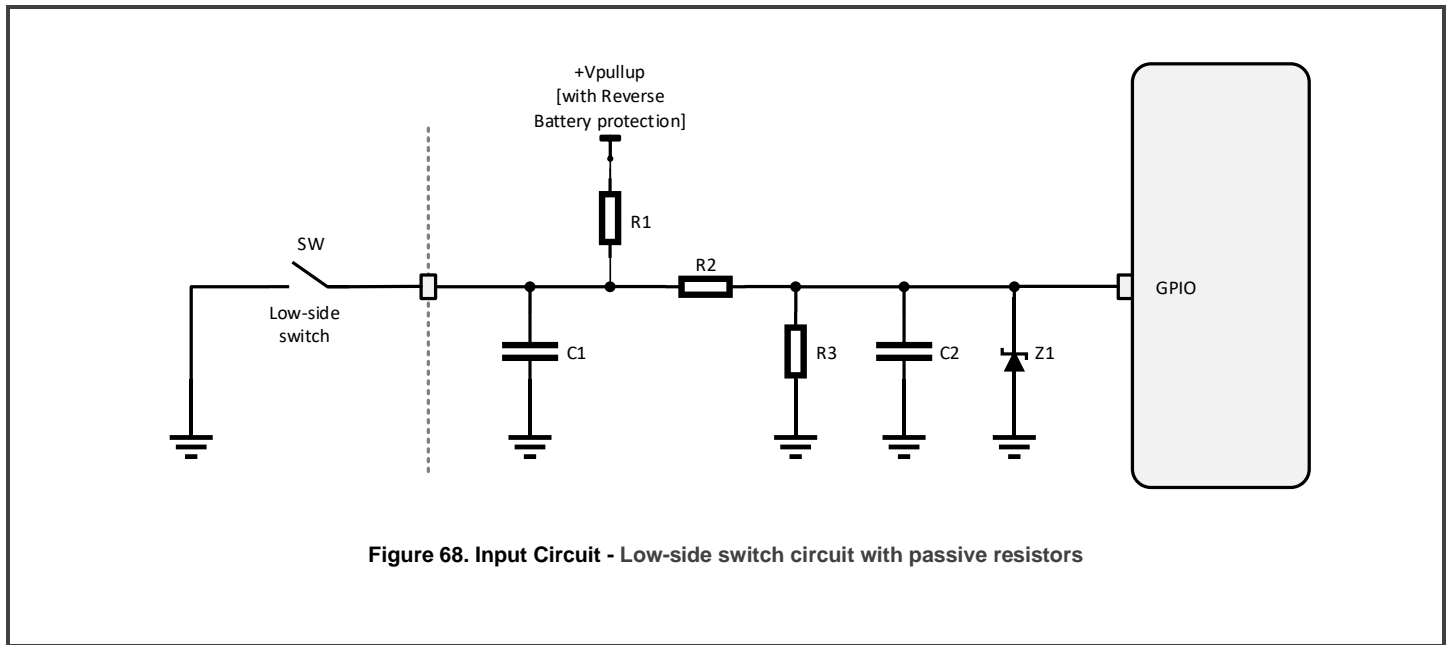 +Vpullup
[with Reverse
Battery protection]
R1
SW
R2
GPIO
Low-side
switch
C1
R3
C2
Z1
Figure 68. Input Circuit - Low-side switch circuit with passive resistors